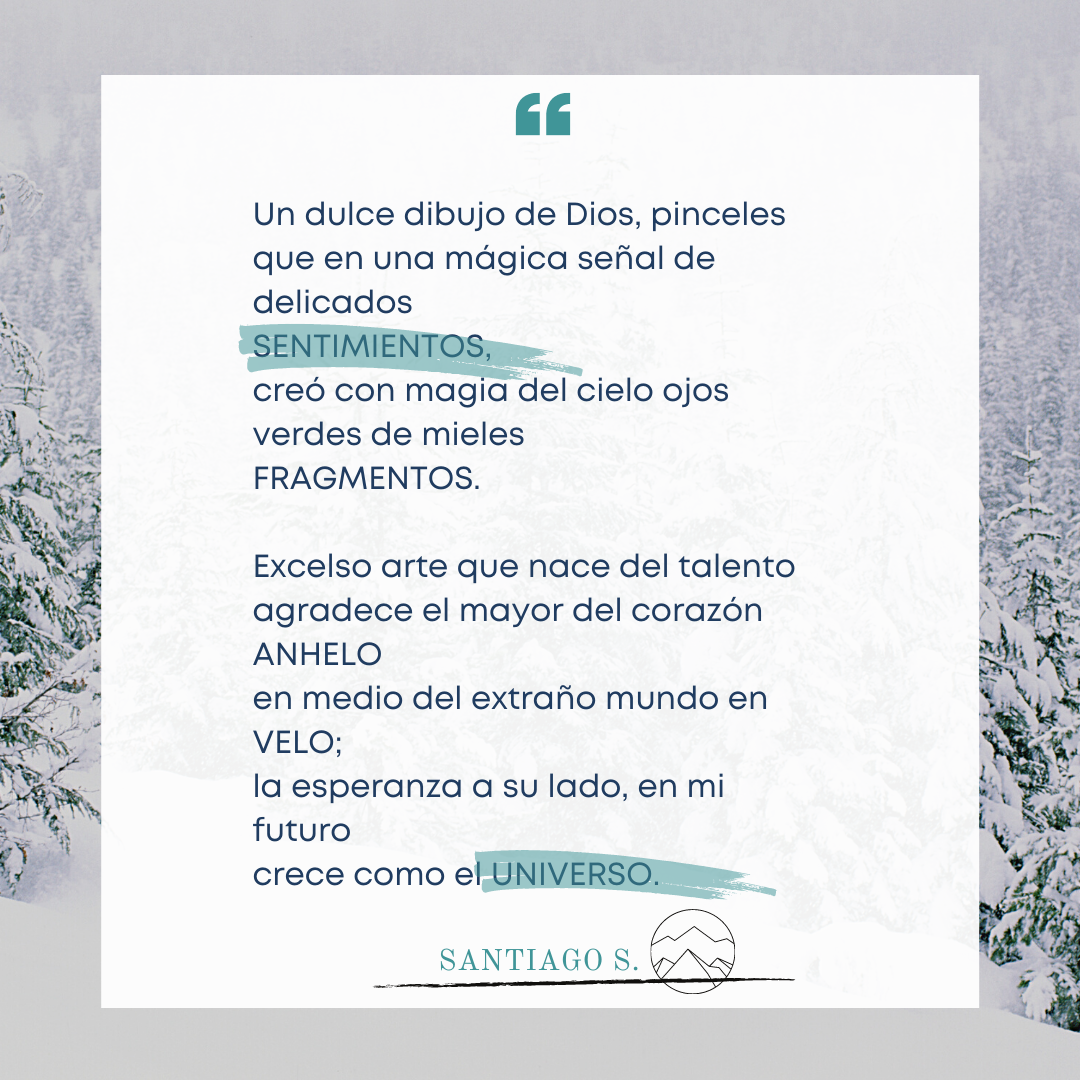 Un dulce dibujo de Dios, pinceles
que en una mágica señal de
delicados
SENTIMIENTOS,
creó con magia del cielo ojos
verdes de mieles
FRAGMENTOS.
Excelso arte que nace del talento
agradece el mayor del corazón
ANHELO
en medio del extraño mundo en
VELO;
la esperanza a su lado, en mi
futuro
crece como el UNIVERSO.
SANTIAGO S.